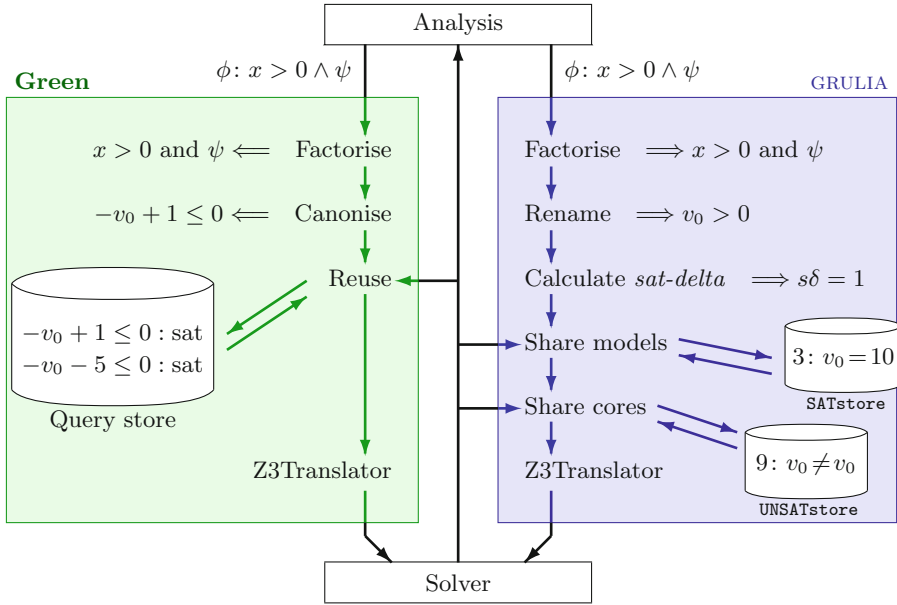 Analysis
ϕ: x > 0 ∧ ψ
ϕ: x > 0 ∧ ψ
Green
x > 0 and ψ ⟸ Factorise
−v₀ + 1 ≤ 0 ⟸ Canonise
Reuse
−v₀ + 1 ≤ 0 : sat
−v₀ − 5 ≤ 0 : sat
Query store
Z3Translator
GRULIA
Factorise ⟹ x > 0 and ψ
Rename ⟹ v₀ > 0
Calculate sat-delta ⟹ sδ = 1
Share models
3: v₀ = 10
SATstore
Share cores
9: v₀ ≠ v₀
UNSATstore
Z3Translator
Solver